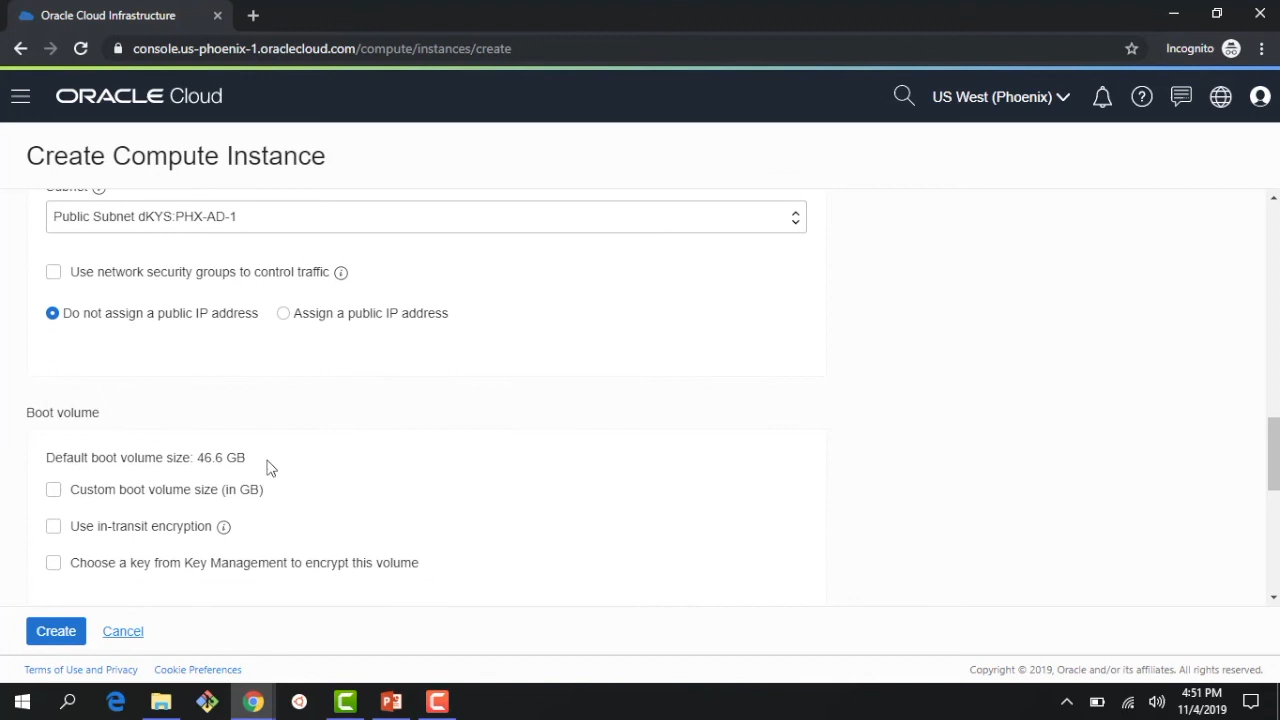 Oracle Cloud Infrastructure
console.us-phoenix-1.oraclecloud.com/compute/instances/create
Incognito
ORACLE Cloud
US West (Phoenix)
Create Compute Instance
Subnet
Public Subnet dKYS:PHX-AD-1
Use network security groups to control traffic
Do not assign a public IP address
Assign a public IP address
Boot volume
Default boot volume size: 46.6 GB
Custom boot volume size (in GB)
Use in-transit encryption
Choose a key from Key Management to encrypt this volume
Create
Cancel
Terms of Use and Privacy
Cookie Preferences
Copyright © 2019, Oracle and/or its affiliates. All rights reserved.
4:51 PM
11/4/2019